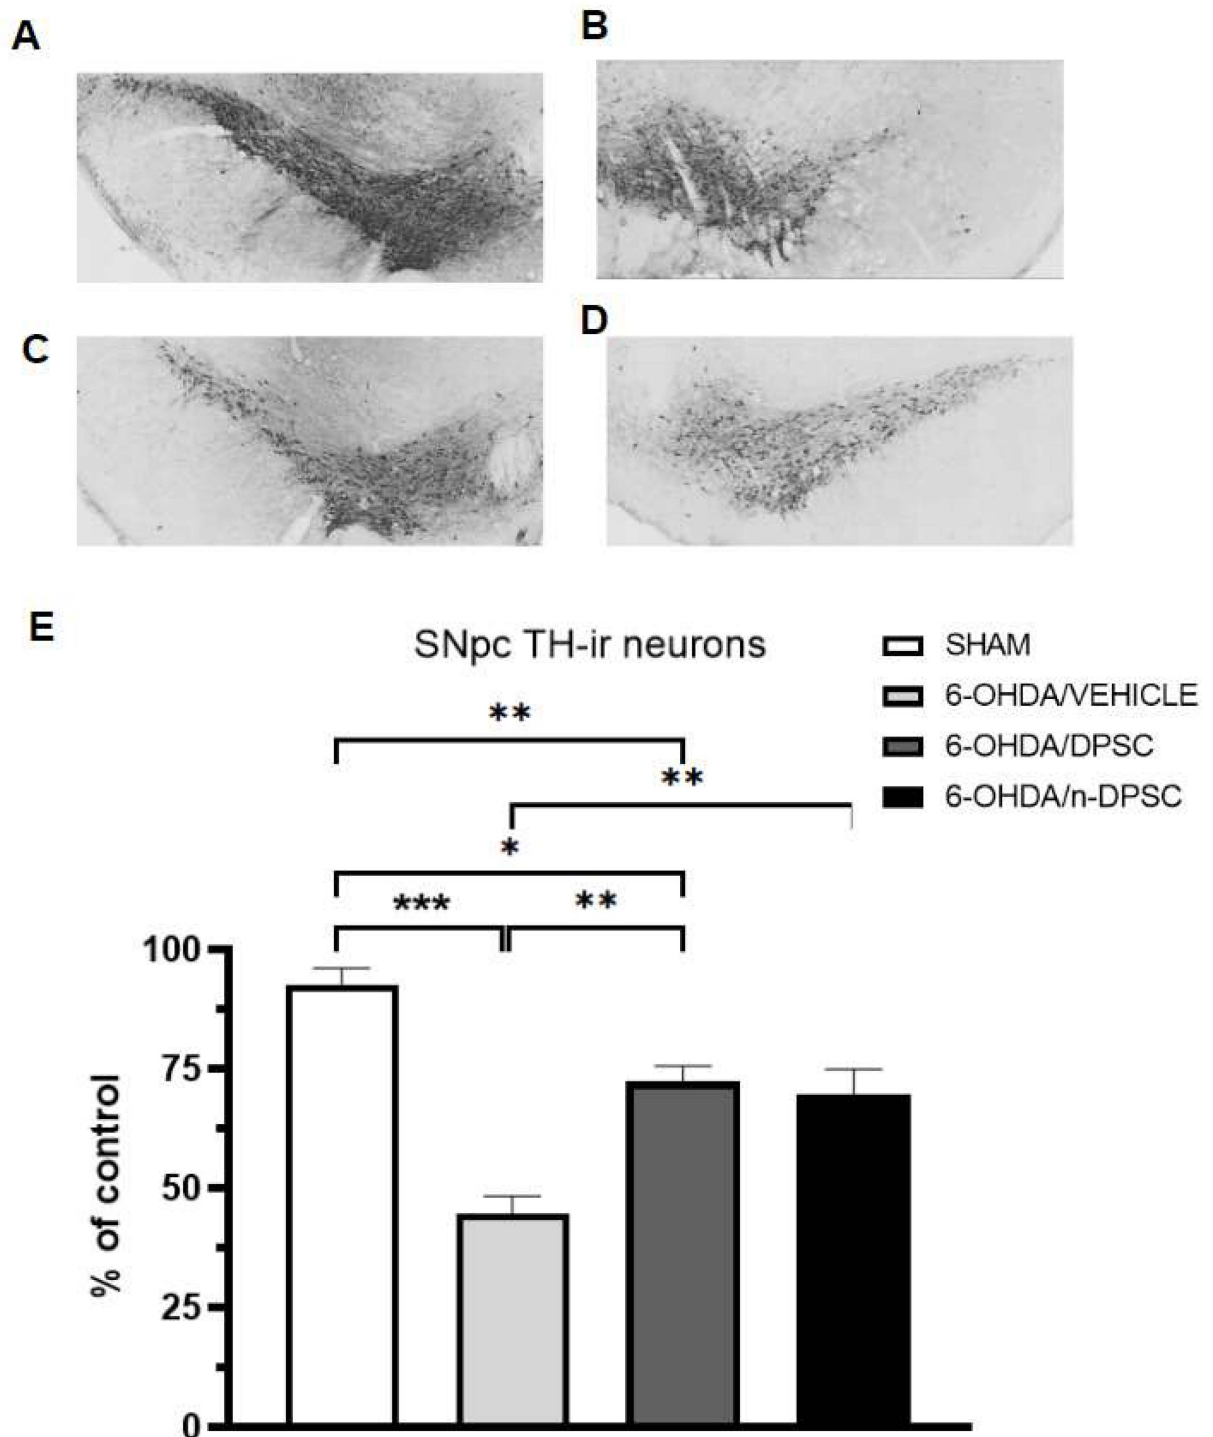 A
B
C
D
E
SNpc TH-ir neurons
SHAM
6-OHDA/VEHICLE
6-OHDA/DPSC
6-OHDA/n-DPSC
**
**
*
*** **
% of control
100
75
50
25
0